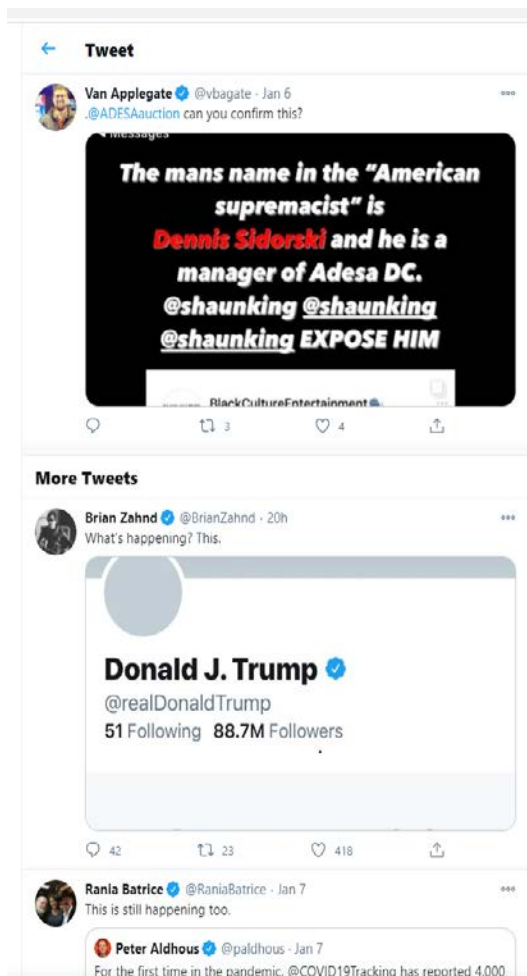 Tweet
Van Applegate @vbagate · Jan 6
.@ADESAauction can you confirm this?
Messages
The mans name in the "American
supremacist" is
Dennis Sidorski and he is a
manager of Adesa DC.
@shaunking @shaunking
@shaunking EXPOSE HIM
BlackCultureEntertainment
3 4
More Tweets
Brian Zahnd @BrianZahnd · 20h
What's happening? This.
Donald J. Trump
@realDonaldTrump
51 Following 88.7M Followers
42 23 418
Rania Batrice @RaniaBatrice · Jan 7
This is still happening too.
Peter Aldhous @paldhous · Jan 7
For the first time in the pandemic, @COVID19Tracking has reported 4,000